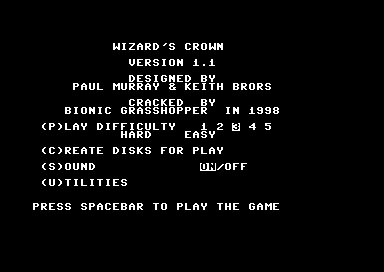 WIZARD'S CROWN
VERSION 1.1
DESIGNED BY
PAUL MURRAY & KEITH BRORS
CRACKED BY
BIONIC GRASSHOPPER IN 1998
(P)LAY DIFFICULTY 1 2 3 4 5
HARD EASY
(C)REATE DISKS FOR PLAY
(S)OUND ON/OFF
(U)TILITIES
PRESS SPACEBAR TO PLAY THE GAME